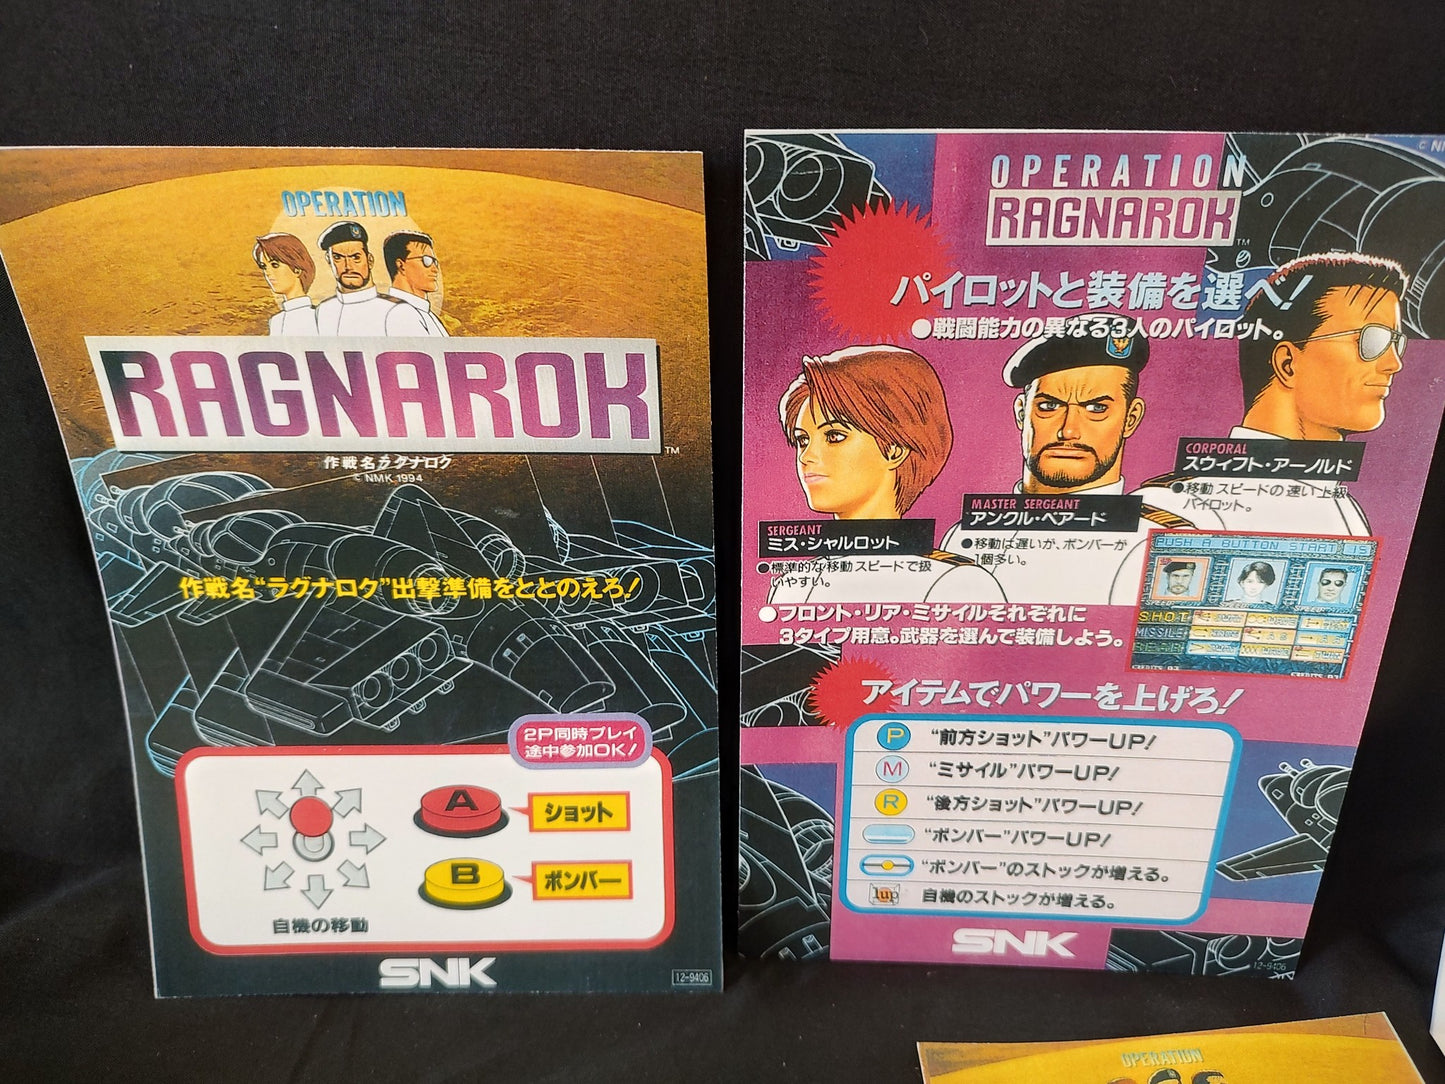 OPERATION
RAGNAROK
TM
作戦名ラグナロク
© NMK 1994
作戦名“ラグナロク”出撃準備をととのえろ!
2P同時プレイ
途中参加OK!
A
ショット
B
ボンバー
自機の移動
SNK
12-9406
OPERATION
RAGNAROK
TM
パイロットと装備を選べ!
●戦闘能力の異なる3人のパイロット。
CORPORAL
スウィフト・アーノルド
●移動スピードの速い上級
パイロット。
MASTER SERGEANT
アンクル・ベアード
●移動は遅いが、ボンバーが
1個多い。
SERGEANT
ミス・シャルロット
●標準的な移動スピードで扱
いやすい。
PUSH A BUTTON START 15
SHOT
MISSILE
●フロント・リア・ミサイルそれぞれに
3タイプ用意。武器を選んで装備しよう。
アイテムでパワーを上げろ!
P “前方ショット”パワーUP!
M “ミサイル”パワーUP!
R “後方ショット”パワーUP!
“ボンバー”パワーUP!
“ボンバー”のストックが増える。
1up 自機のストックが増える。
SNK
12-9406
OPERATION